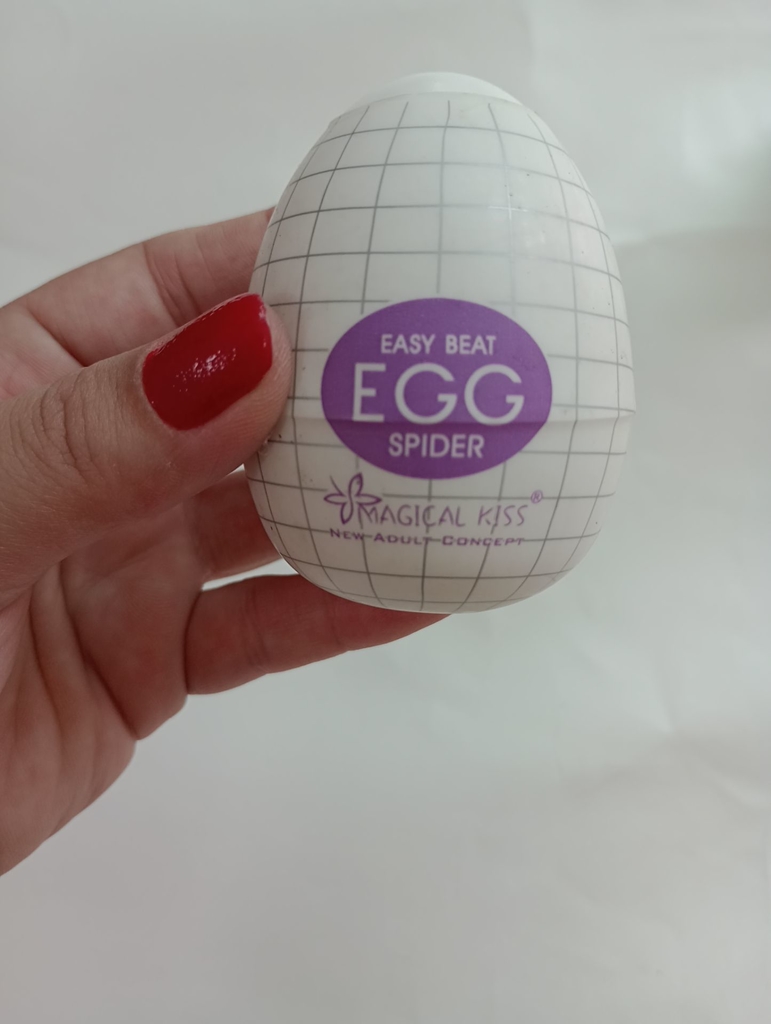 EASY BEAT
EGG
SPIDER
MAGICAL KISS®
NEW ADULT CONCEPT